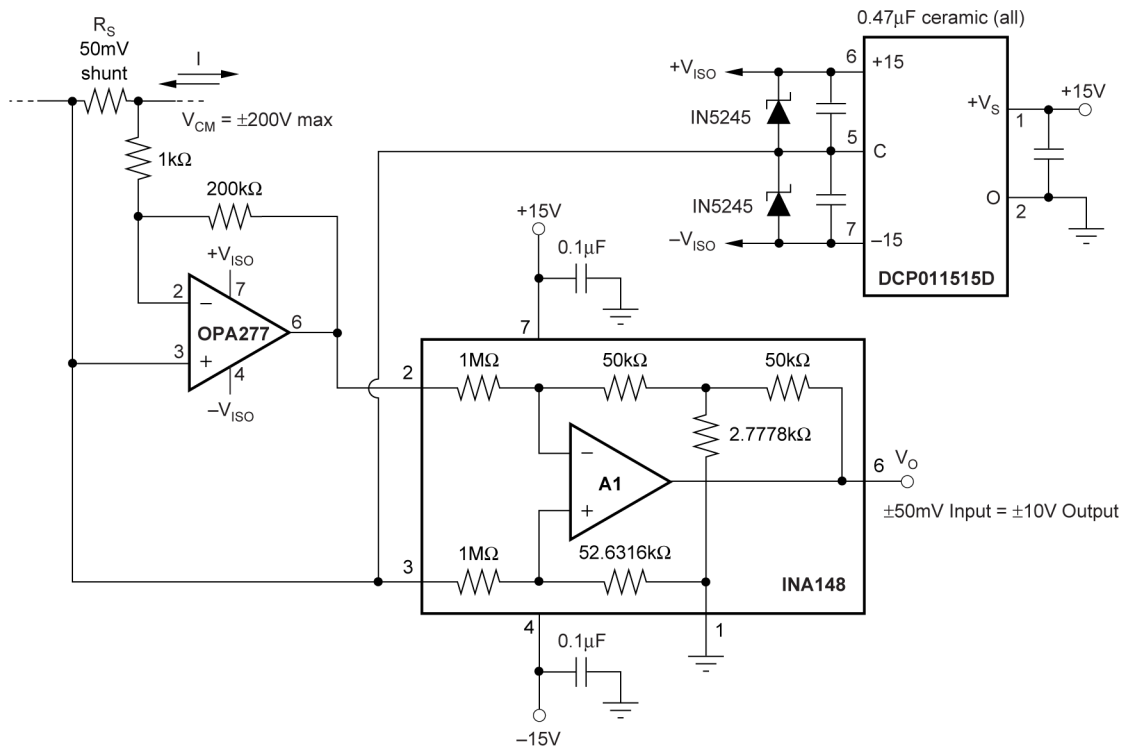 0.47µF ceramic (all)
R_S
50mV
shunt
I
V_CM = ±200V max
1kΩ
200kΩ
+V_ISO
7
2
−
OPA277
6
3
+
4
–V_ISO
+V_ISO
6
+15
IN5245
5
C
IN5245
–V_ISO
7
–15
+V_S
1
+15V
O
2
DCP011515D
+15V
0.1µF
7
2
1MΩ
50kΩ
50kΩ
2.7778kΩ
−
A1
+
6
V_O
±50mV Input = ±10V Output
3
1MΩ
52.6316kΩ
INA148
4
1
0.1µF
–15V